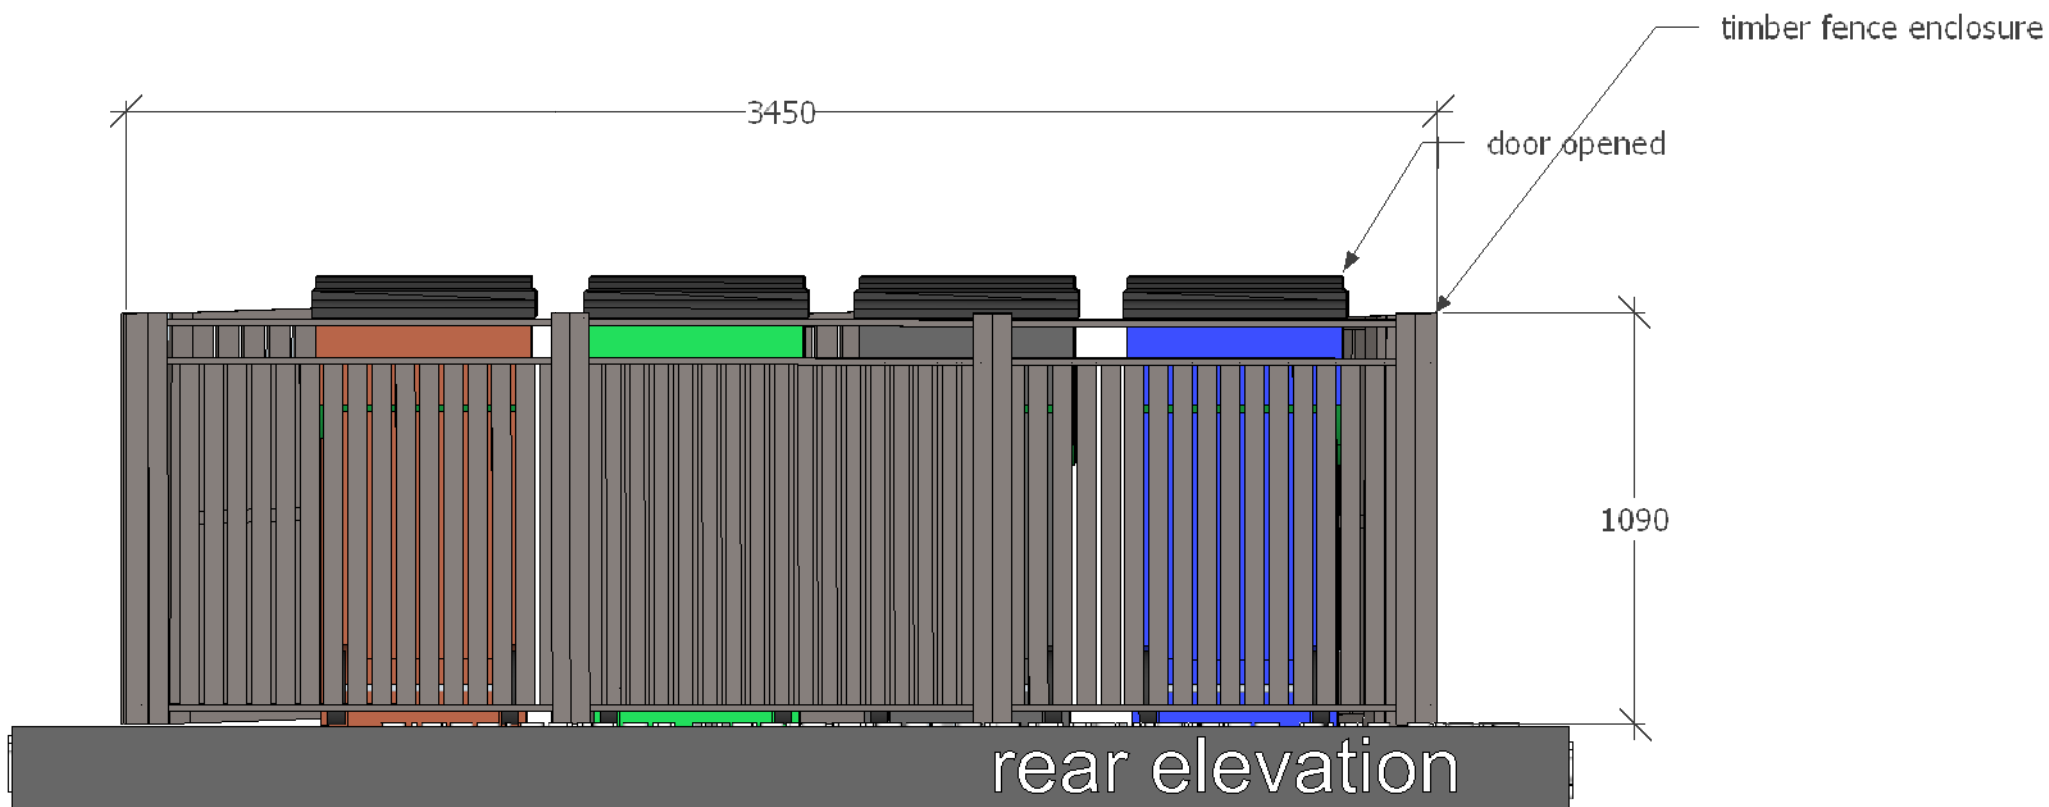 timber fence enclosure
3450
door opened
1090
rear elevation